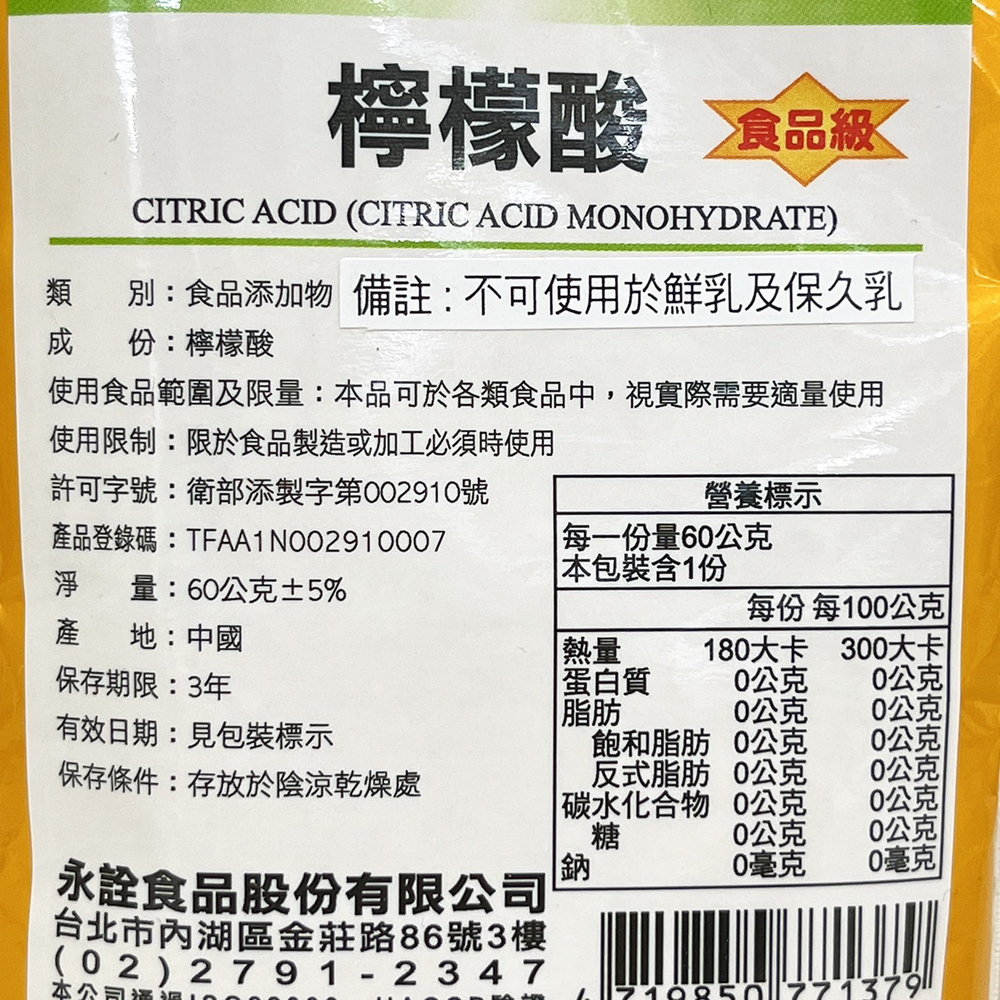 檸檬酸
食品級
CITRIC ACID (CITRIC ACID MONOHYDRATE)
類 別：食品添加物
備註：不可使用於鮮乳及保久乳
成 份：檸檬酸
使用食品範圍及限量：本品可於各類食品中，視實際需要適量使用
使用限制：限於食品製造或加工必須時使用
許可字號：衛部添製字第002910號
產品登錄碼：TFAA1N002910007
淨 量：60公克±5%
產 地：中國
保存期限：3年
有效日期：見包裝標示
保存條件：存放於陰涼乾燥處
營養標示
每一份量60公克
本包裝含1份
每份 每100公克
熱量 180大卡 300大卡
蛋白質 0公克 0公克
脂肪 0公克 0公克
飽和脂肪 0公克 0公克
反式脂肪 0公克 0公克
碳水化合物 0公克 0公克
糖 0公克 0公克
鈉 0毫克 0毫克
永詮食品股份有限公司
台北市內湖區金莊路86號3樓
(02)2791-2347
本公司通過
4 719850 771379